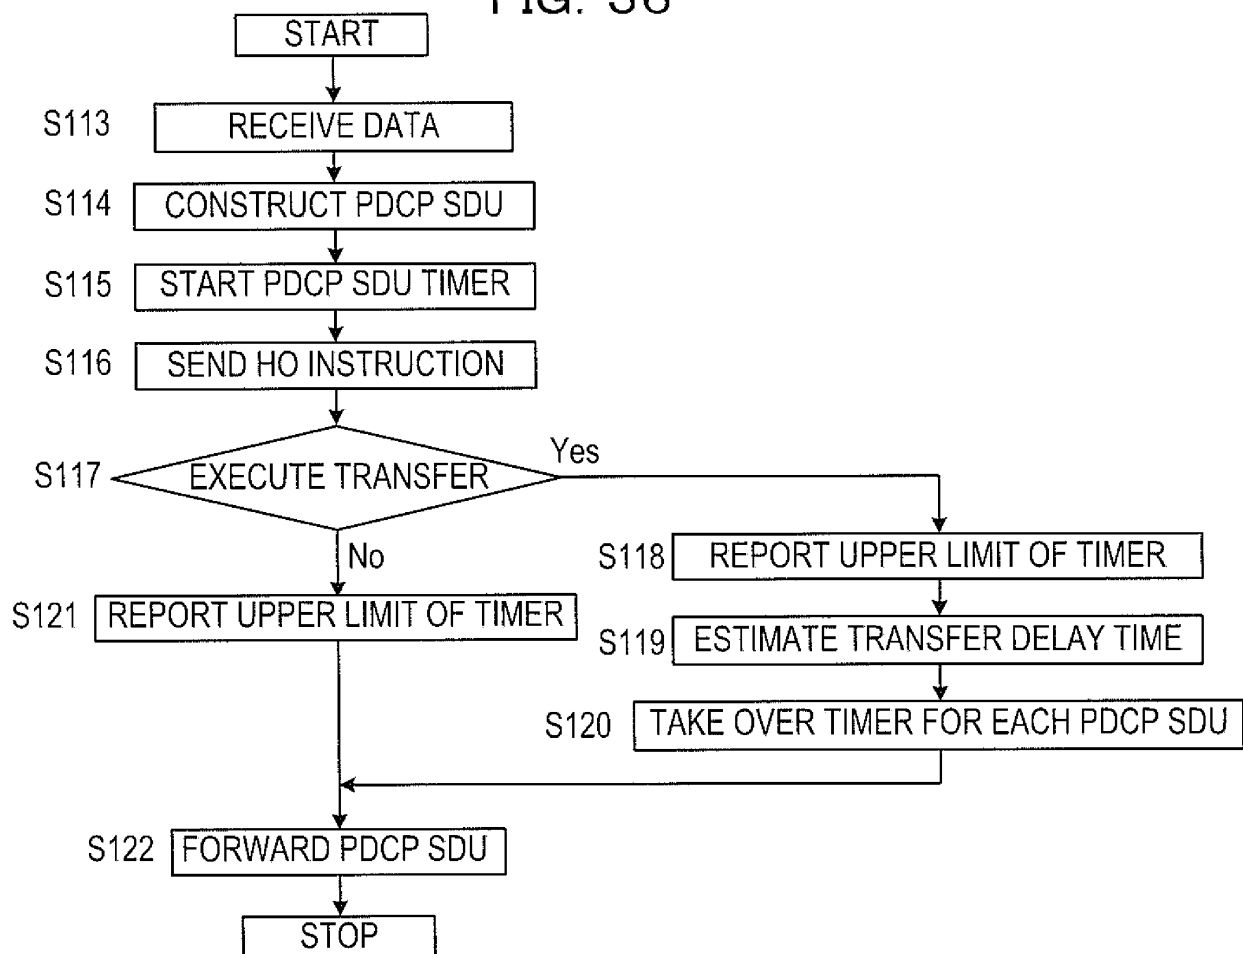 FIG. 36
START
S113 RECEIVE DATA
S114 CONSTRUCT PDCP SDU
S115 START PDCP SDU TIMER
S116 SEND HO INSTRUCTION
S117 EXECUTE TRANSFER
Yes
No
S118 REPORT UPPER LIMIT OF TIMER
S119 ESTIMATE TRANSFER DELAY TIME
S120 TAKE OVER TIMER FOR EACH PDCP SDU
S121 REPORT UPPER LIMIT OF TIMER
S122 FORWARD PDCP SDU
STOP